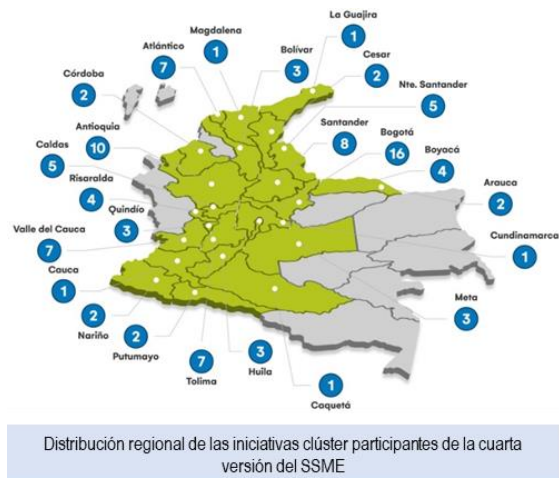 La Guajira
1
Magdalena
1
Atlántico
7
Bolívar
3
Cesar
2
Córdoba
2
Nte. Santander
5
Antioquia
10
Santander
8
Bogotá
16
Caldas
5
Boyacá
4
Risaralda
4
Arauca
2
Quindío
3
Valle del Cauca
7
Cundinamarca
1
Cauca
1
Meta
3
2
Nariño
2
Putumayo
7
Tolima
3
Huila
1
Caquetá
Distribución regional de las iniciativas clúster participantes de la cuarta
versión del SSME